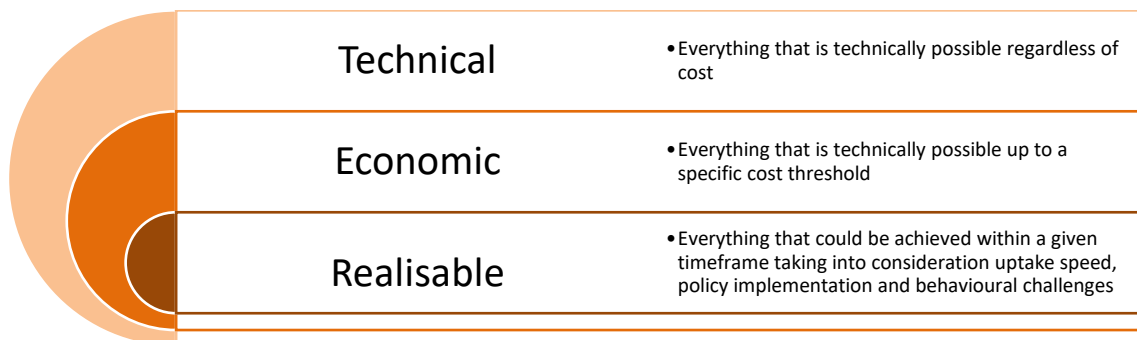 Technical
•Everything that is technically possible regardless of
cost
Economic
•Everything that is technically possible up to a
specific cost threshold
Realisable
•Everything that could be achieved within a given
timeframe taking into consideration uptake speed,
policy implementation and behavioural challenges